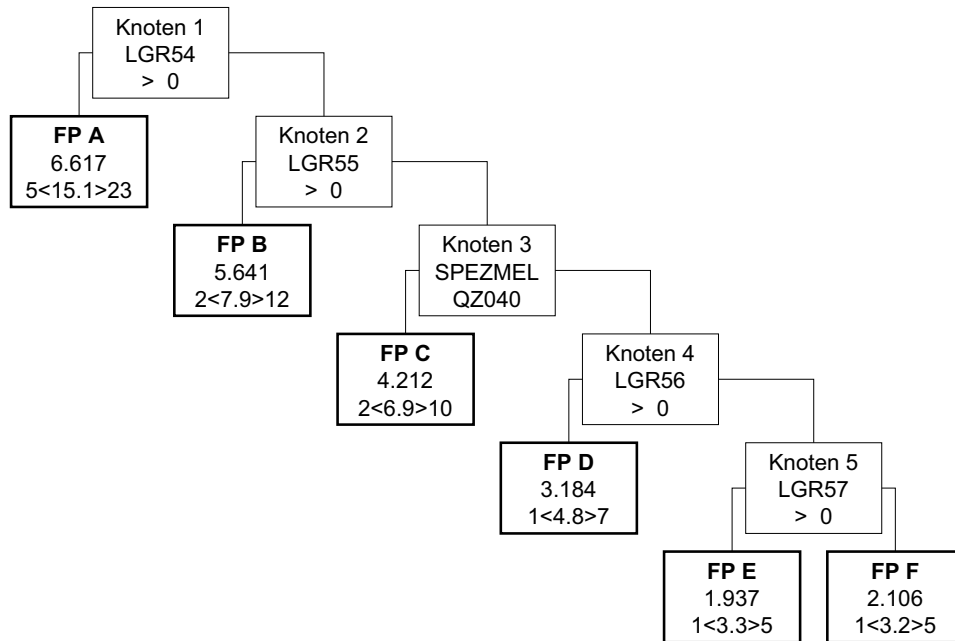 Knoten 1
LGR54
> 0
FP A
6.617
5<15.1>23
Knoten 2
LGR55
> 0
FP B
5.641
2<7.9>12
Knoten 3
SPEZMEL
QZ040
FP C
4.212
2<6.9>10
Knoten 4
LGR56
> 0
FP D
3.184
1<4.8>7
Knoten 5
LGR57
> 0
FP E
1.937
1<3.3>5
FP F
2.106
1<3.2>5